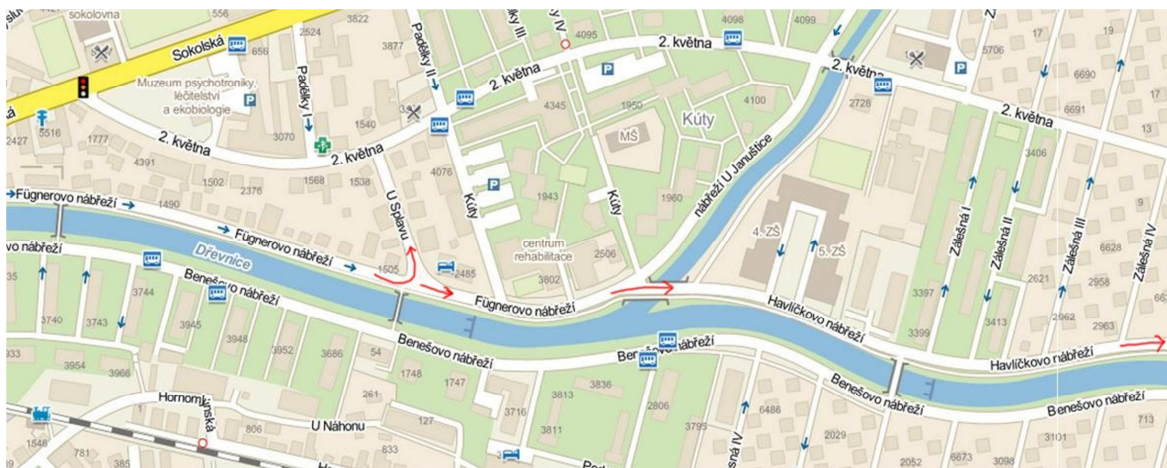 sokolovna
556
656
Sokolská
2524
3822
Padělky I
3877
Padělky II
Padělky III
4095
4098
4099
2. května
2. května
17
5706
19
6690
6691
Muzeum psychotroniky,
léčitelství
a ekobiologie
5516
2427
1777
4391
2. května
3070
1540
2. května
2. května
4345
1950
MŠ
4100
Kúty
2728
2. května
3406
13
1502
2376
1568
1538
4076
1943
1960
Kúty
Kúty
nábřeží U Januštice
U Splavu
Fügnerovo nábřeží
1490
Fügnerovo nábřeží
Dřevnice
1505
2485
centrum
rehabilitace
2506
3802
Fügnerovo nábřeží
4. ZŠ
5. ZŠ
Zálešná I
Zálešná II
Zálešná III
Zálešná IV
9
6628
2621
2958
2962
2963
3397
3399
3413
Havlíčkovo nábřeží
Havlíčkovo nábřeží
Benešovo nábřeží
3744
3740
3743
3945
3948
3952
3686
54
Benešovo nábřeží
Benešovo nábřeží
Benešovo nábřeží
Benešovo nábřeží
3954
3966
1748
1747
261
127
3716
3836
3813
3811
2806
3795
6486
2029
2052
6673
3098
3101
713
U Náhonu
833
806
1546
781
385